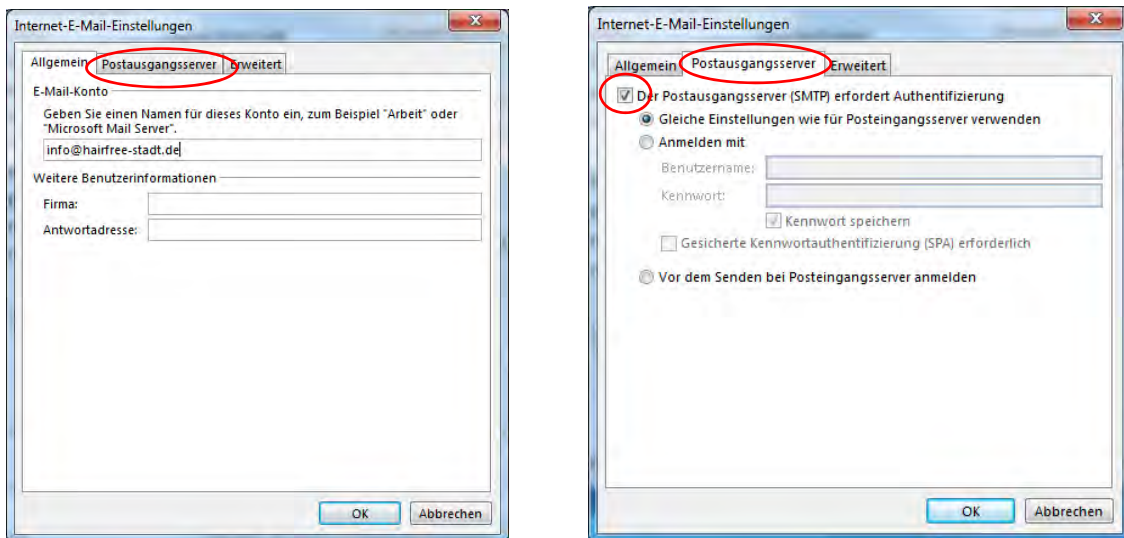 Internet-E-Mail-Einstellungen
Allgemein Postausgangsserver Erweitert
E-Mail-Konto
Geben Sie einen Namen für dieses Konto ein, zum Beispiel "Arbeit" oder
"Microsoft Mail Server".
info@hairfree-stadt.de
Weitere Benutzerinformationen
Firma:
Antwortadresse:
OK Abbrechen
Internet-E-Mail-Einstellungen
Allgemein Postausgangsserver Erweitert
Der Postausgangsserver (SMTP) erfordert Authentifizierung
Gleiche Einstellungen wie für Posteingangsserver verwenden
Anmelden mit
Benutzername:
Kennwort:
Kennwort speichern
Gesicherte Kennwortauthentifizierung (SPA) erforderlich
Vor dem Senden bei Posteingangsserver anmelden
OK Abbrechen